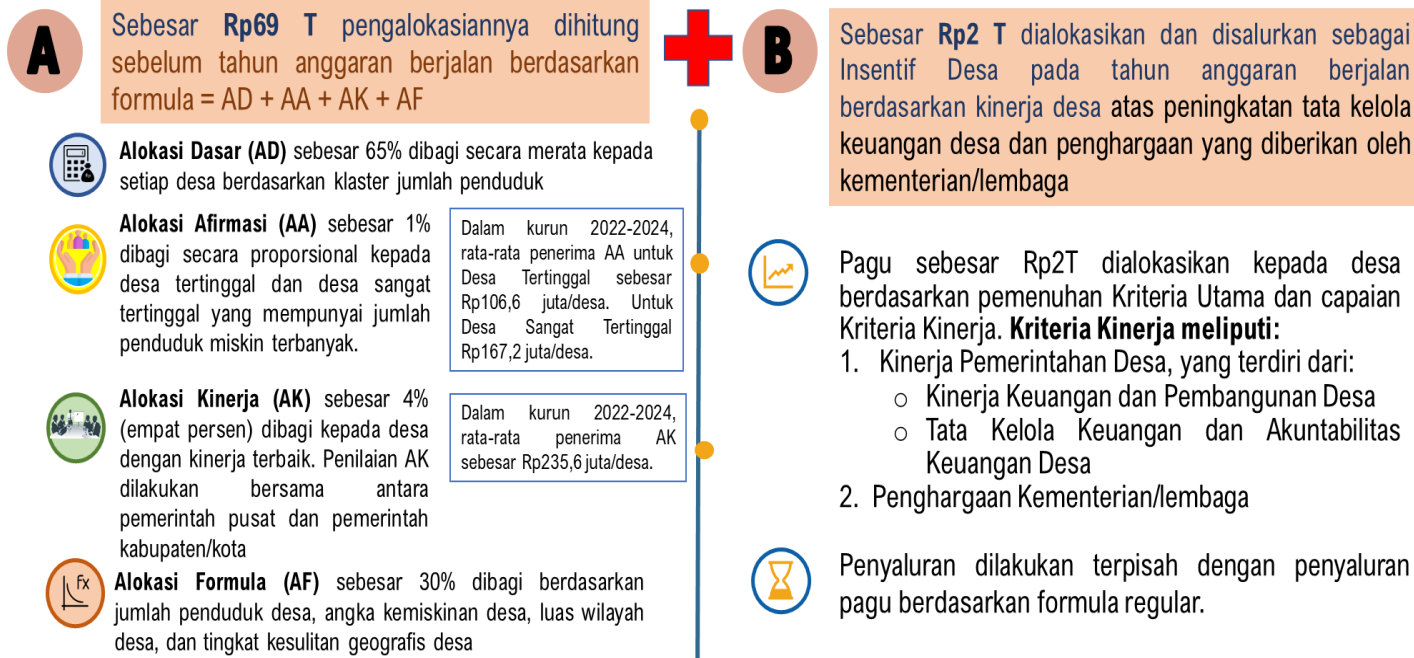 A
Sebesar Rp69 T pengalokasiannya dihitung
sebelum tahun anggaran berjalan berdasarkan
formula = AD + AA + AK + AF
Alokasi Dasar (AD) sebesar 65% dibagi secara merata kepada
setiap desa berdasarkan klaster jumlah penduduk
Alokasi Afirmasi (AA) sebesar 1%
dibagi secara proporsional kepada
desa tertinggal dan desa sangat
tertinggal yang mempunyai jumlah
penduduk miskin terbanyak.
Dalam kurun 2022-2024,
rata-rata penerima AA untuk
Desa Tertinggal sebesar
Rp106,6 juta/desa. Untuk
Desa Sangat Tertinggal
Rp167,2 juta/desa.
Alokasi Kinerja (AK) sebesar 4%
(empat persen) dibagi kepada desa
dengan kinerja terbaik. Penilaian AK
dilakukan bersama antara
pemerintah pusat dan pemerintah
kabupaten/kota
Dalam kurun 2022-2024,
rata-rata penerima AK
sebesar Rp235,6 juta/desa.
Fx
Alokasi Formula (AF) sebesar 30% dibagi berdasarkan
jumlah penduduk desa, angka kemiskinan desa, luas wilayah
desa, dan tingkat kesulitan geografis desa
B
Sebesar Rp2 T dialokasikan dan disalurkan sebagai
Insentif Desa pada tahun anggaran berjalan
berdasarkan kinerja desa atas peningkatan tata kelola
keuangan desa dan penghargaan yang diberikan oleh
kementerian/lembaga
Pagu sebesar Rp2T dialokasikan kepada desa
berdasarkan pemenuhan Kriteria Utama dan capaian
Kriteria Kinerja. Kriteria Kinerja meliputi:
1. Kinerja Pemerintahan Desa, yang terdiri dari:
○ Kinerja Keuangan dan Pembangunan Desa
○ Tata Kelola Keuangan dan Akuntabilitas
Keuangan Desa
2. Penghargaan Kementerian/lembaga
Penyaluran dilakukan terpisah dengan penyaluran
pagu berdasarkan formula regular.